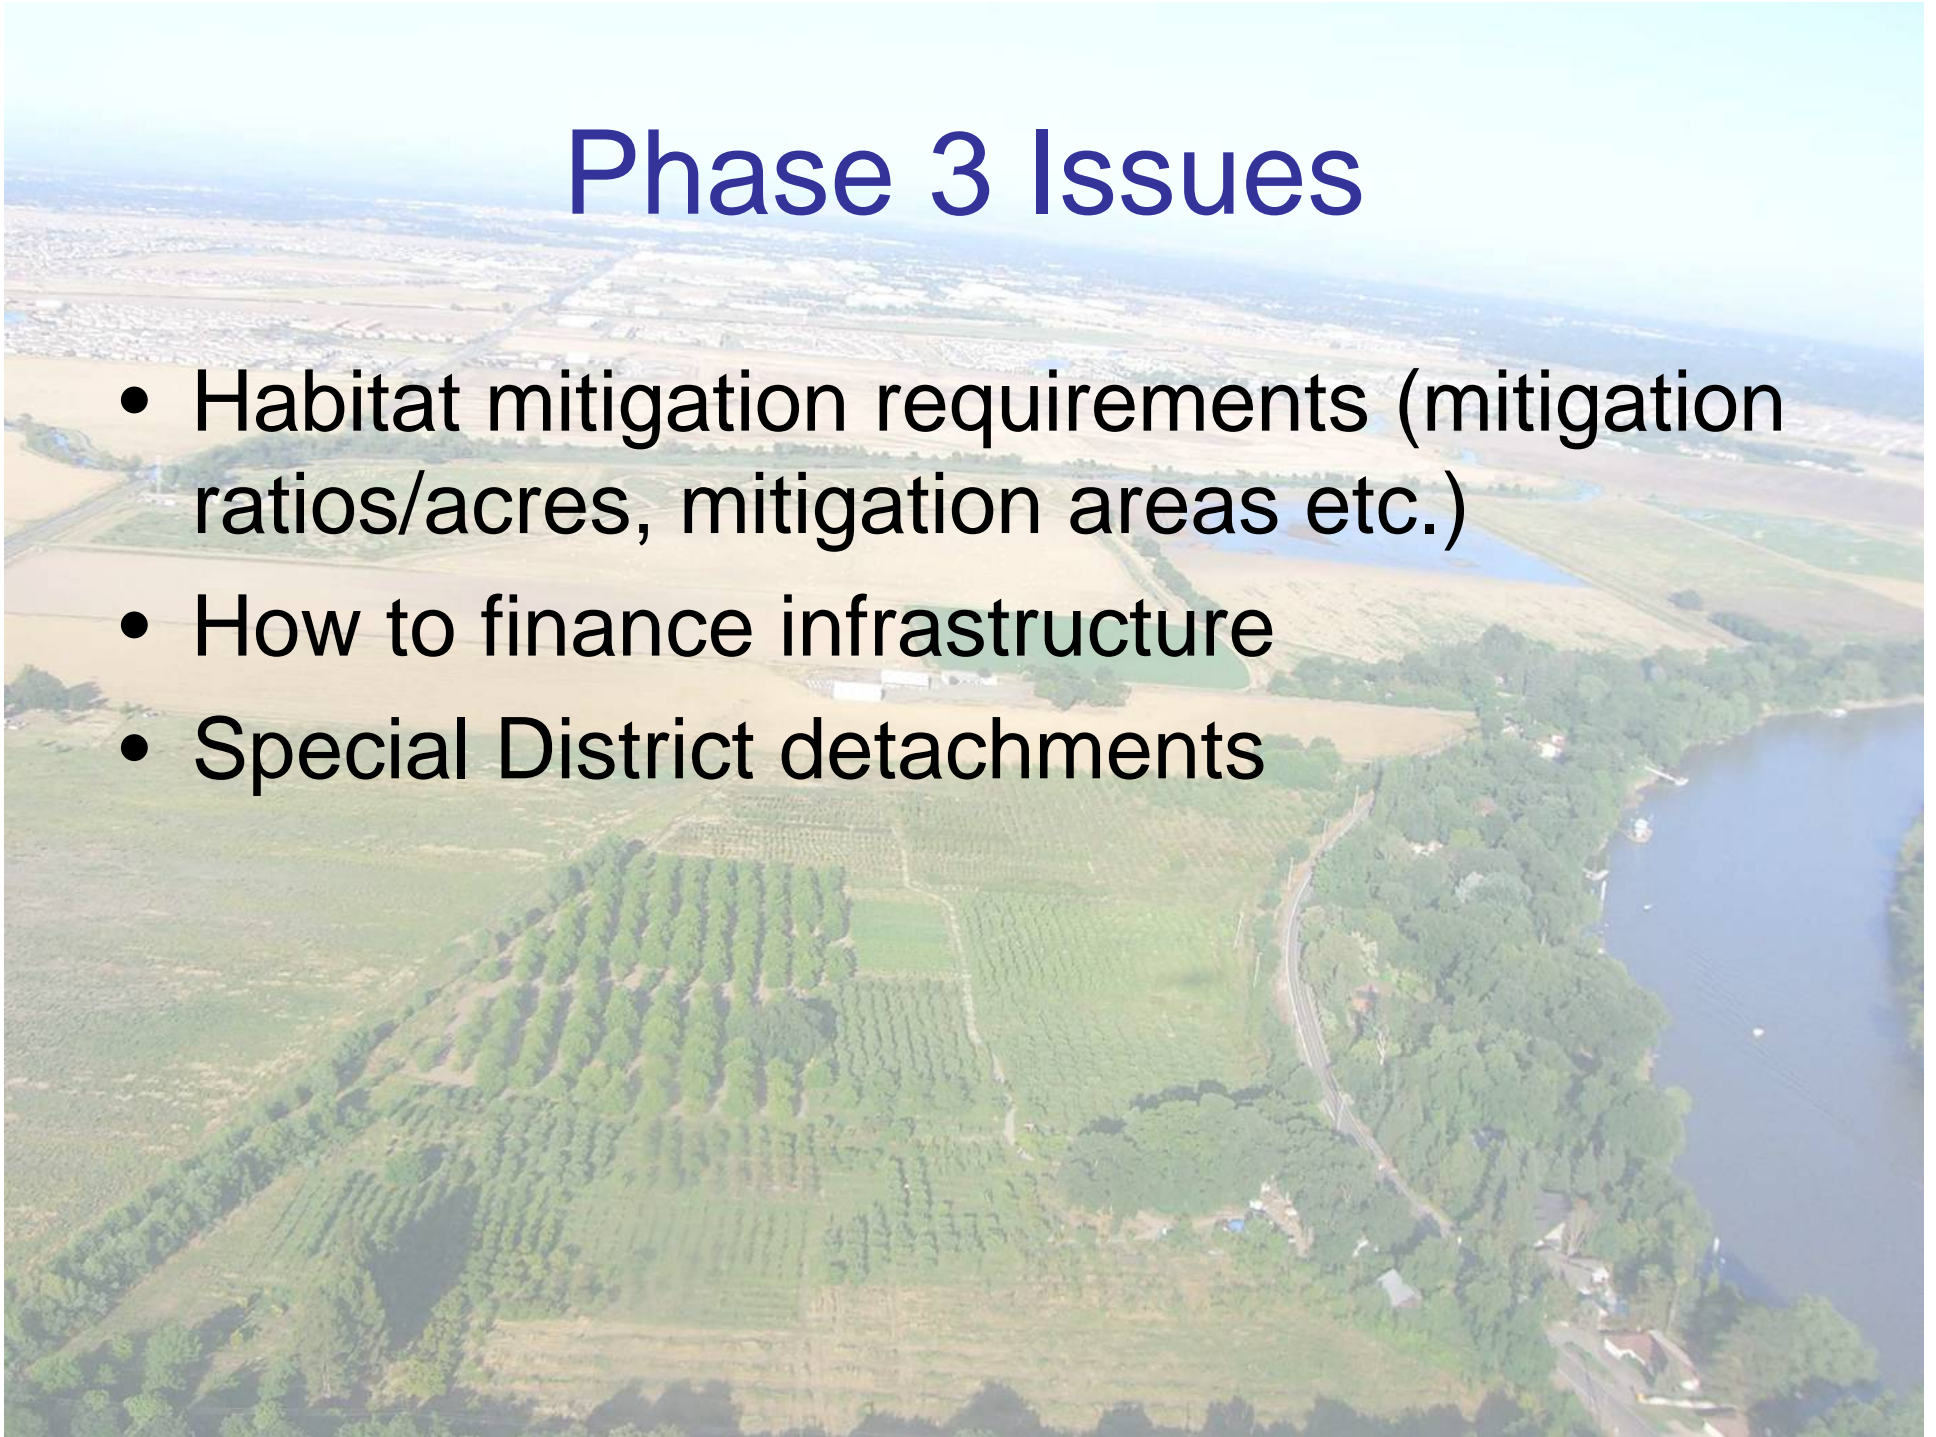 Phase 3 Issues
• Habitat mitigation requirements (mitigation
ratios/acres, mitigation areas etc.)
• How to finance infrastructure
• Special District detachments